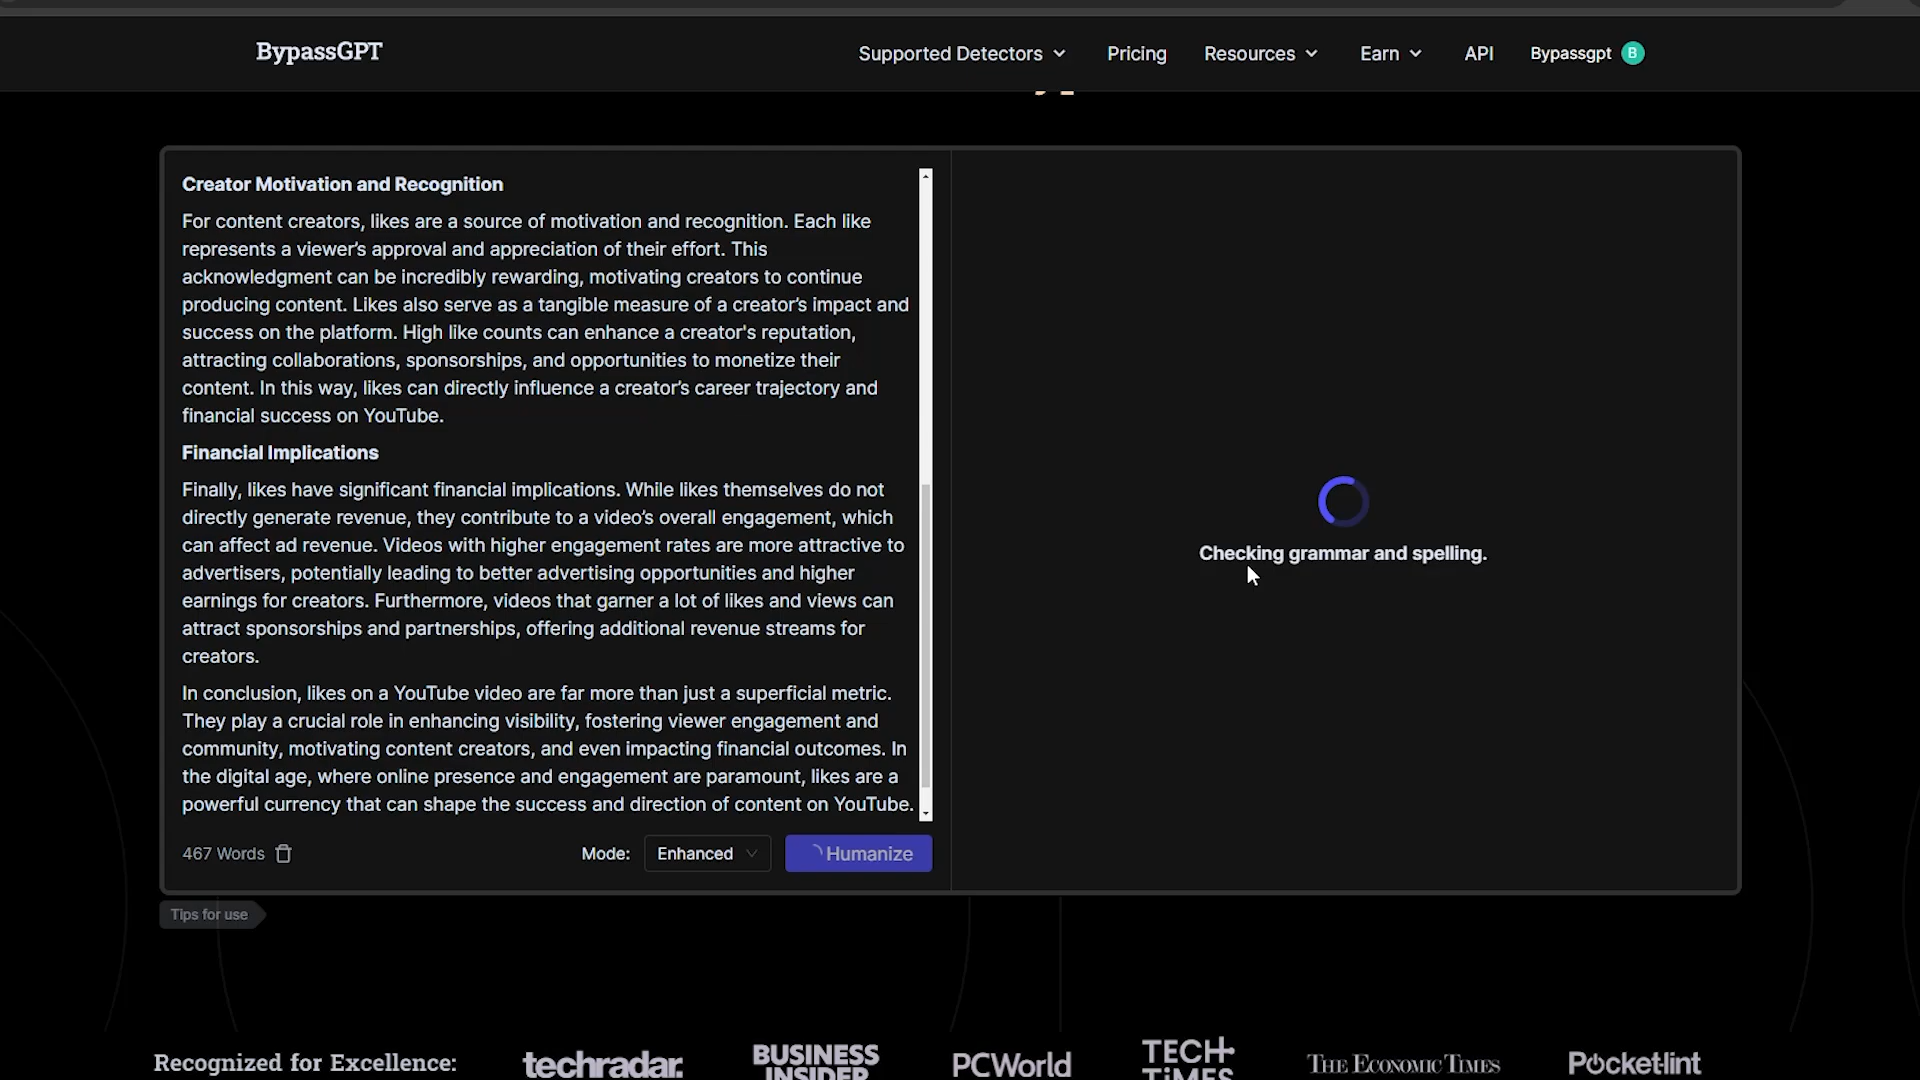 BypassGPT
Supported Detectors
Pricing
Resources
Earn
API
Bypassgpt B
Creator Motivation and Recognition
For content creators, likes are a source of motivation and recognition. Each like
represents a viewer's approval and appreciation of their effort. This
acknowledgment can be incredibly rewarding, motivating creators to continue
producing content. Likes also serve as a tangible measure of a creator's impact and
success on the platform. High like counts can enhance a creator's reputation,
attracting collaborations, sponsorships, and opportunities to monetize their
content. In this way, likes can directly influence a creator's career trajectory and
financial success on YouTube.
Financial Implications
Finally, likes have significant financial implications. While likes themselves do not
directly generate revenue, they contribute to a video's overall engagement, which
can affect ad revenue. Videos with higher engagement rates are more attractive to
advertisers, potentially leading to better advertising opportunities and higher
earnings for creators. Furthermore, videos that garner a lot of likes and views can
attract sponsorships and partnerships, offering additional revenue streams for
creators.
In conclusion, likes on a YouTube video are far more than just a superficial metric.
They play a crucial role in enhancing visibility, fostering viewer engagement and
community, motivating content creators, and even impacting financial outcomes. In
the digital age, where online presence and engagement are paramount, likes are a
powerful currency that can shape the success and direction of content on YouTube.
467 Words
Mode:
Enhanced
Humanize
Checking grammar and spelling.
Tips for use
Recognized for Excellence:
techradar.
BUSINESS
INSIDER
PCWorld
TECH
TIMES
THE ECONOMIC TIMES
Pocketlint